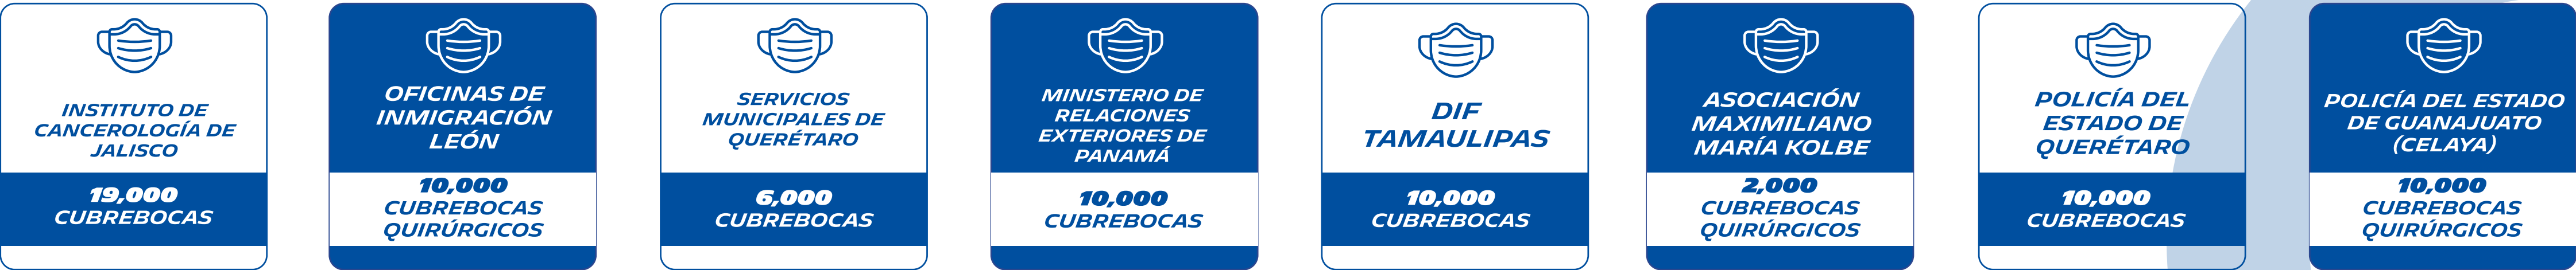 INSTITUTO DE
CANCEROLOGÍA DE
JALISCO
19,000
CUBREBOCAS
OFICINAS DE
INMIGRACIÓN
LEÓN
10,000
CUBREBOCAS
QUIRÚRGICOS
SERVICIOS
MUNICIPALES DE
QUERÉTARO
6,000
CUBREBOCAS
MINISTERIO DE
RELACIONES
EXTERIORES DE
PANAMÁ
10,000
CUBREBOCAS
DIF
TAMAULIPAS
10,000
CUBREBOCAS
ASOCIACIÓN
MAXIMILIANO
MARÍA KOLBE
2,000
CUBREBOCAS
QUIRÚRGICOS
POLICÍA DEL
ESTADO DE
QUERÉTARO
10,000
CUBREBOCAS
POLICÍA DEL ESTADO
DE GUANAJUATO
(CELAYA)
10,000
CUBREBOCAS
QUIRÚRGICOS